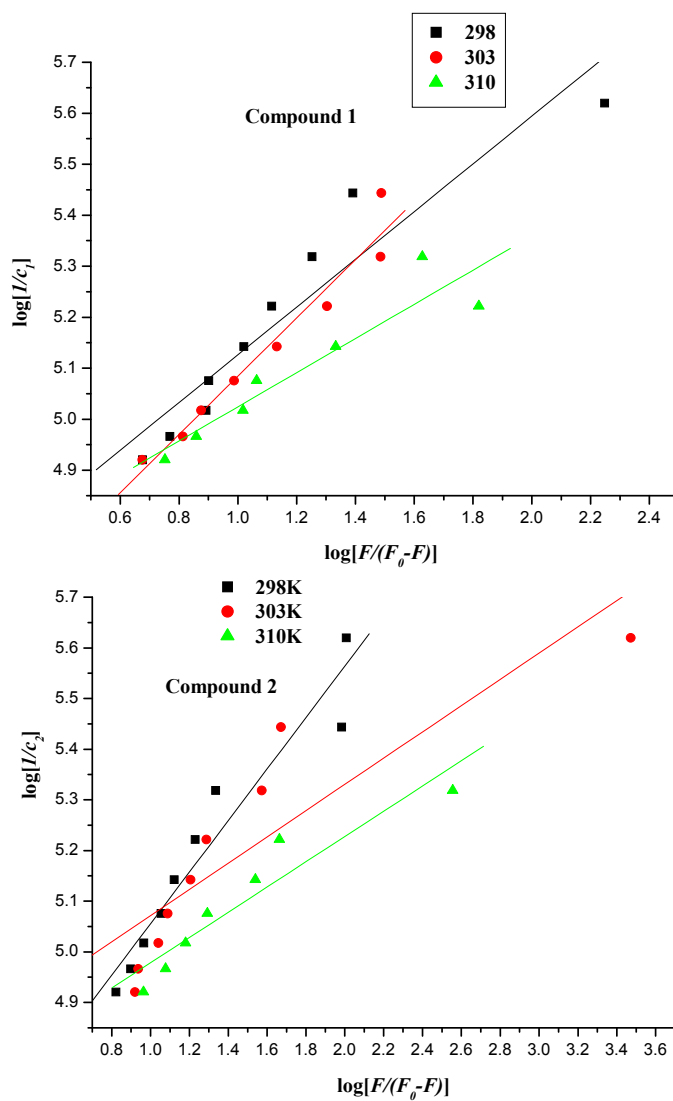 298
303
310
Compound 1
5.7
5.6
5.5
5.4
5.3
5.2
5.1
5.0
4.9
log[1/c₁]
0.6 0.8 1.0 1.2 1.4 1.6 1.8 2.0 2.2 2.4
log[F/(F₀-F)]
298K
303K
310K
Compound 2
5.7
5.6
5.5
5.4
5.3
5.2
5.1
5.0
4.9
log[1/c₂]
0.8 1.0 1.2 1.4 1.6 1.8 2.0 2.2 2.4 2.6 2.8 3.0 3.2 3.4 3.6
log[F/(F₀-F)]